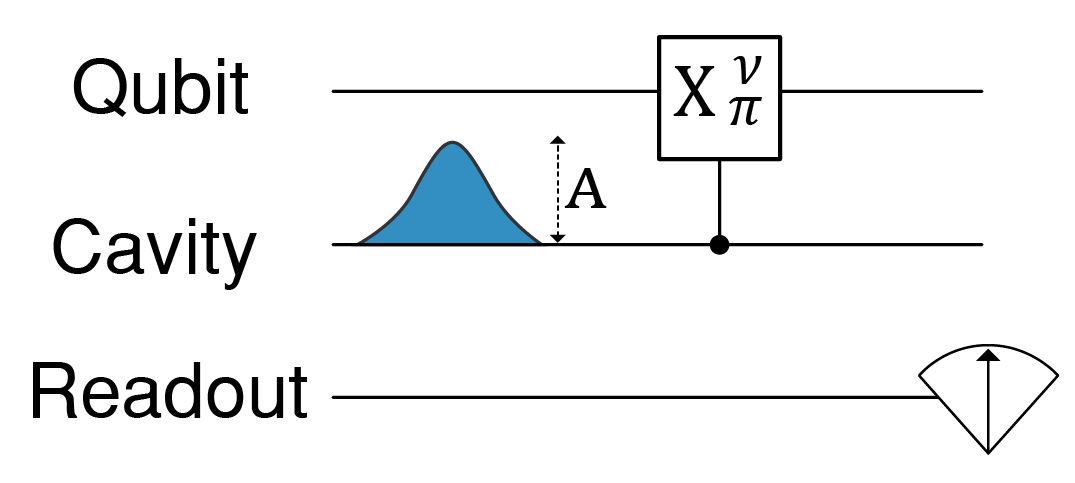 Qubit
X ν π
A
Cavity
Readout